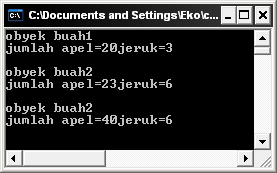 C:\Documents and Settings\Eko\c...
obyek buah1
jumlah apel=20jeruk=3
obyek buah2
jumlah apel=23jeruk=6
obyek buah2
jumlah apel=40jeruk=6